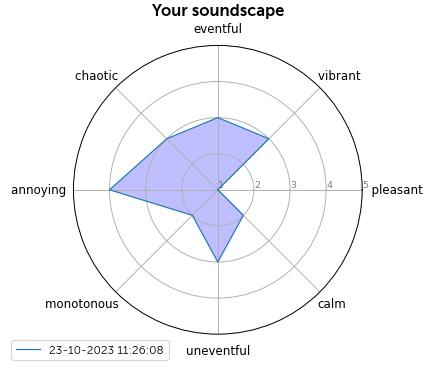 Your soundscape
eventful
chaotic
vibrant
annoying
1 2 3 4 5
pleasant
monotonous
calm
23-10-2023 11:26:08
uneventful